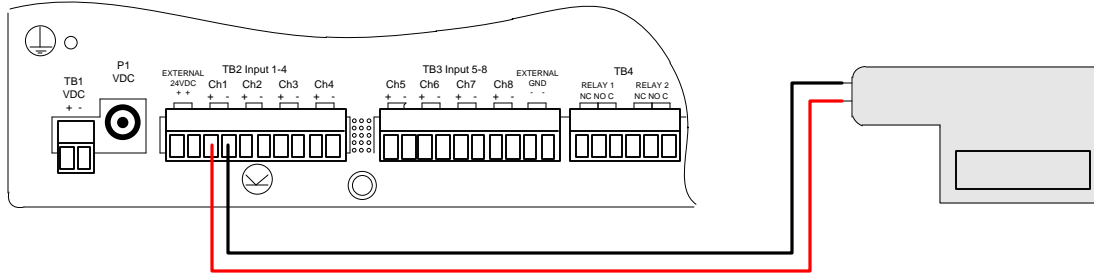 P1
VDC
TB1
VDC
+ -
EXTERNAL
24VDC
+ +
TB2 Input 1-4
Ch1 Ch2 Ch3 Ch4
+ - + - + - + -
TB3 Input 5-8
Ch5 Ch6 Ch7 Ch8
+ - + - + - + -
EXTERNAL
GND
- -
TB4
RELAY 1 RELAY 2
NC NO C NC NO C